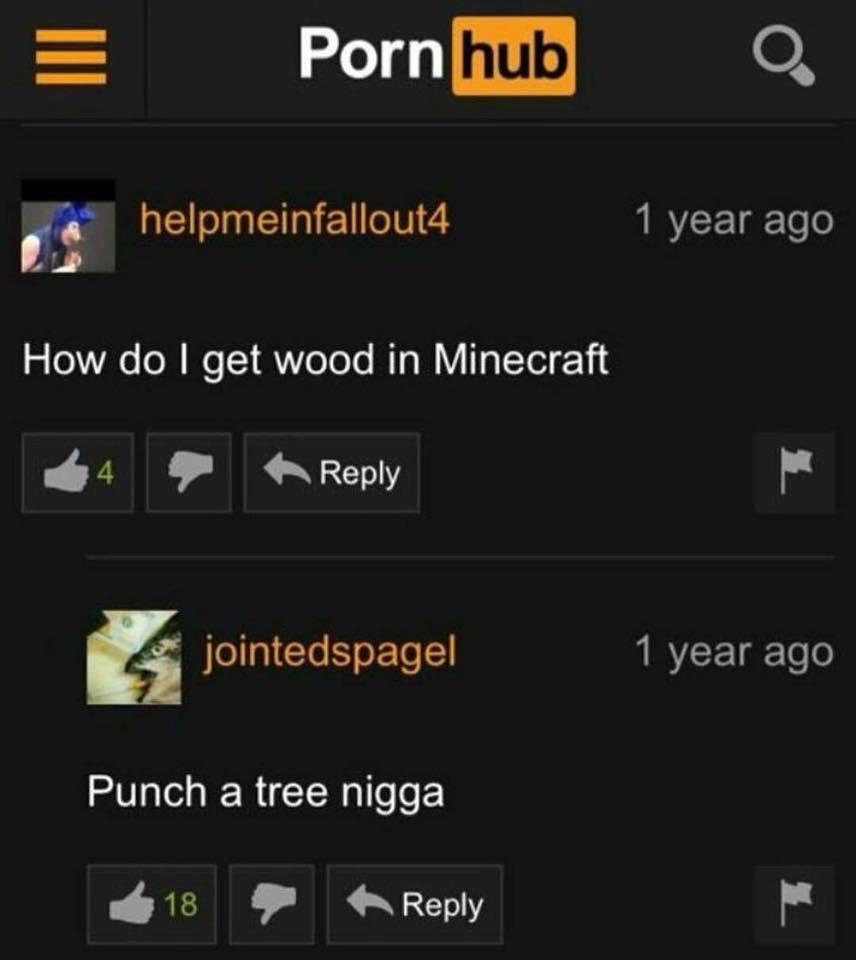 Porn hub
helpmeinfallout4 1 year ago
How do I get wood in Minecraft
4 Reply
jointedspagel 1 year ago
Punch a tree nigga
18 Reply